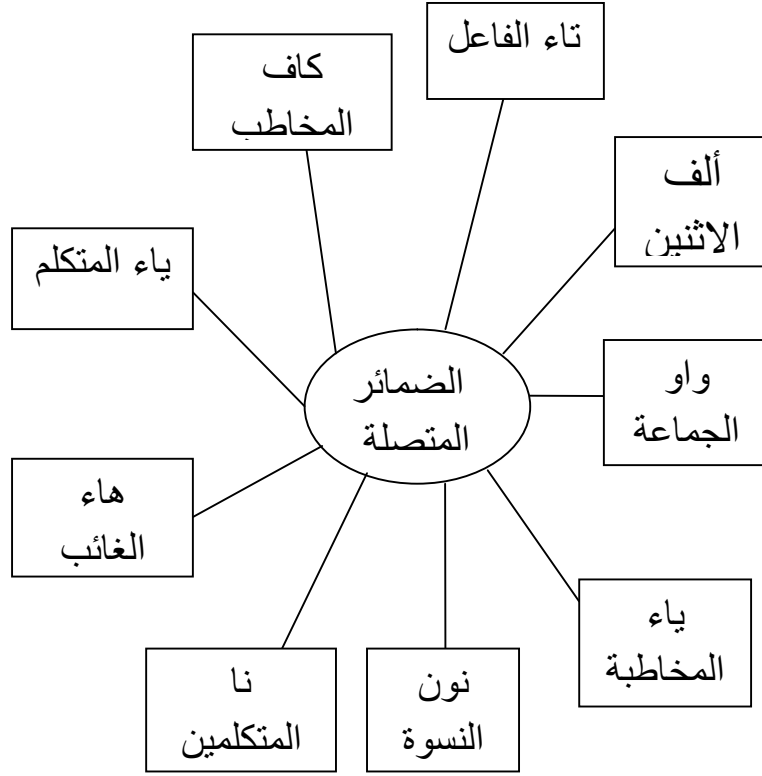 الضمائر
المتصلة
تاء الفاعل
ألف
الاثنين
واو
الجماعة
ياء
المخاطبة
نون
النسوة
نا
المتكلمين
هاء
الغائب
ياء المتكلم
كاف
المخاطب